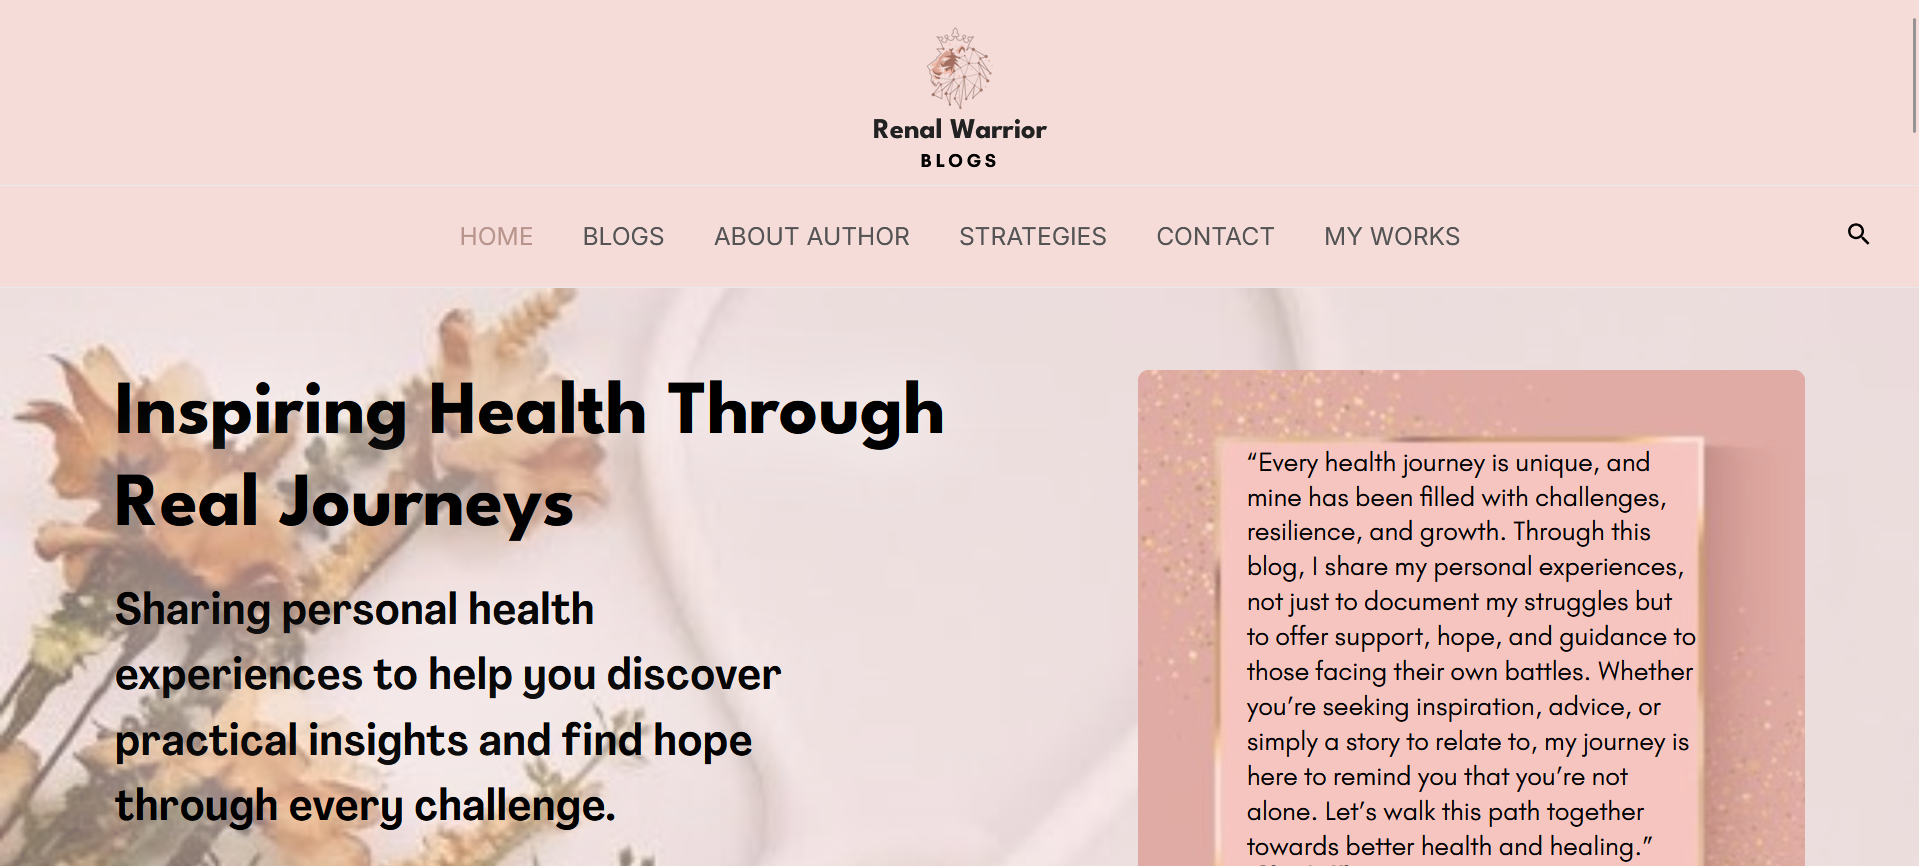 Renal Warrior
BLOGS
HOME BLOGS ABOUT AUTHOR STRATEGIES CONTACT MY WORKS
Inspiring Health Through
Real Journeys
Sharing personal health
experiences to help you discover
practical insights and find hope
through every challenge.
“Every health journey is unique, and
mine has been filled with challenges,
resilience, and growth. Through this
blog, I share my personal experiences,
not just to document my struggles but
to offer support, hope, and guidance to
those facing their own battles. Whether
you’re seeking inspiration, advice, or
simply a story to relate to, my journey is
here to remind you that you’re not
alone. Let’s walk this path together
towards better health and healing.”